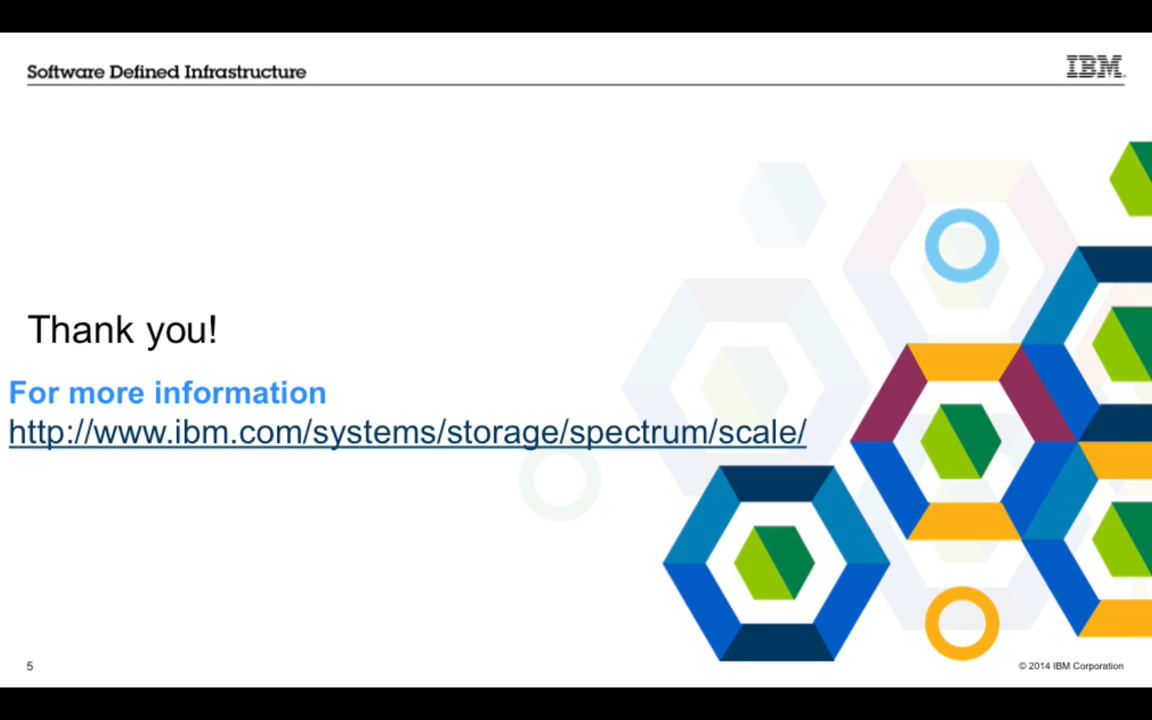 Software Defined Infrastructure
IBM
Thank you!
For more information
http://www.ibm.com/systems/storage/spectrum/scale/
5
© 2014 IBM Corporation